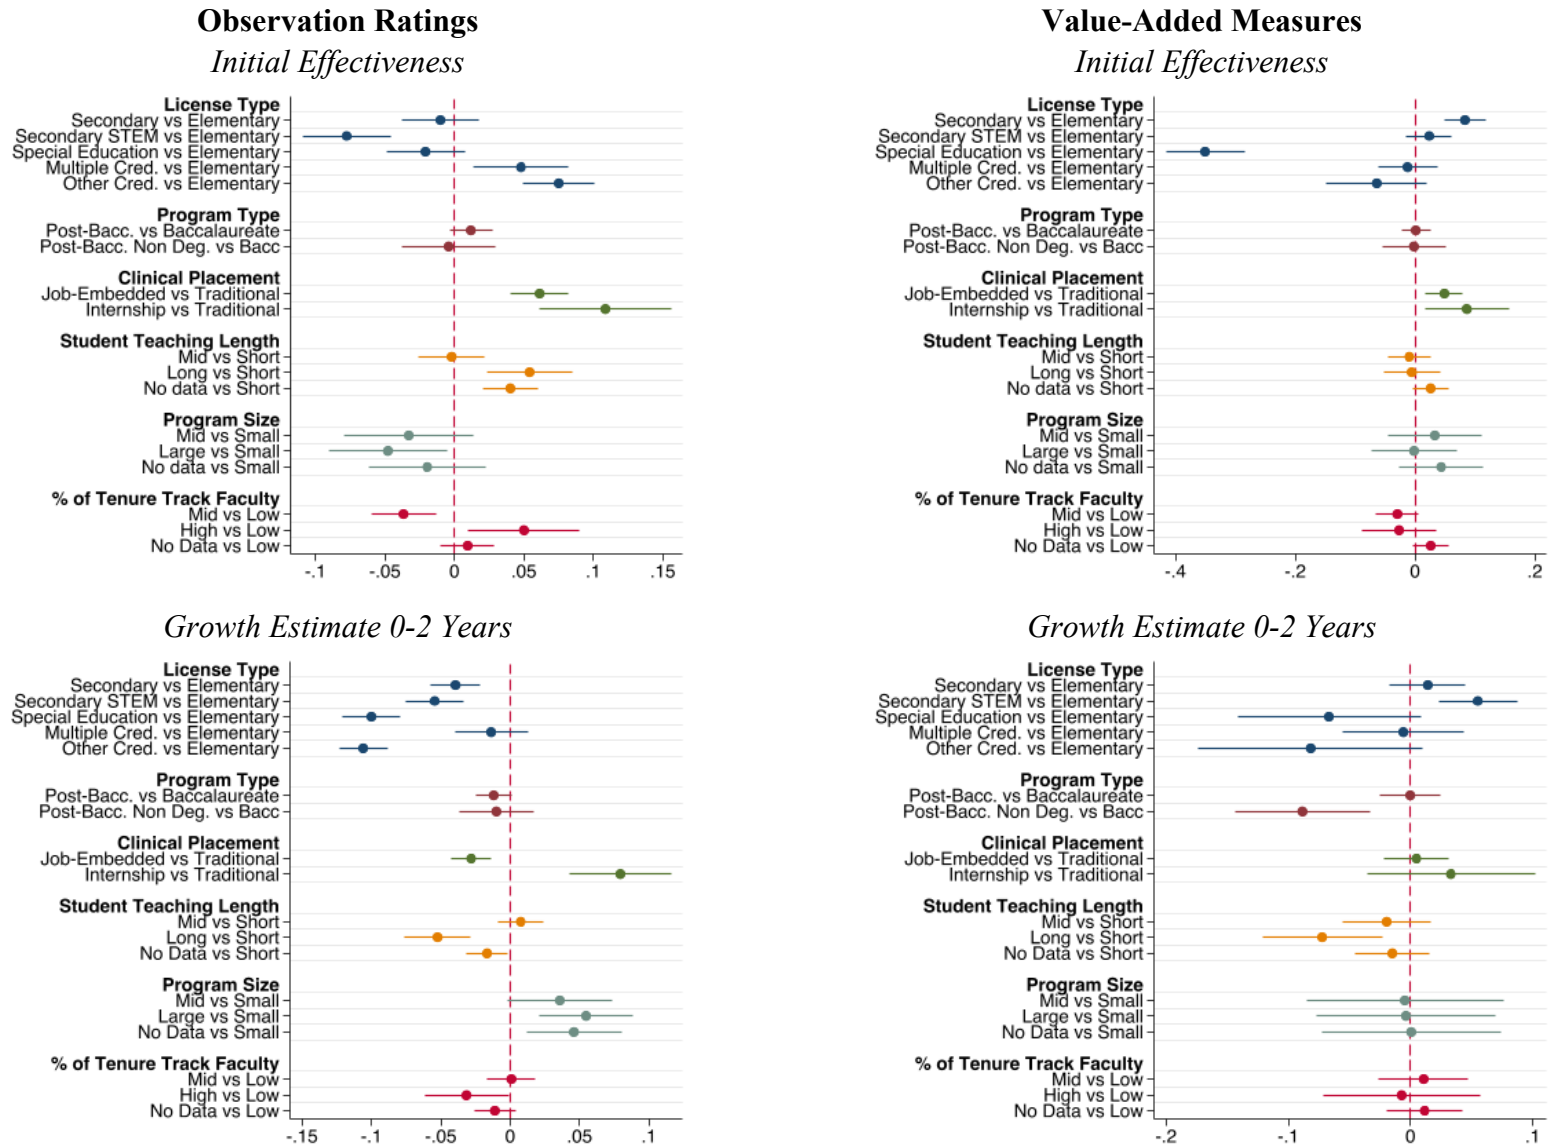 Observation Ratings
Initial Effectiveness
License Type
Secondary vs Elementary
Secondary STEM vs Elementary
Special Education vs Elementary
Multiple Cred. vs Elementary
Other Cred. vs Elementary
Program Type
Post-Bacc. vs Baccalaureate
Post-Bacc. Non Deg. vs Bacc
Clinical Placement
Job-Embedded vs Traditional
Internship vs Traditional
Student Teaching Length
Mid vs Short
Long vs Short
No data vs Short
Program Size
Mid vs Small
Large vs Small
No data vs Small
% of Tenure Track Faculty
Mid vs Low
High vs Low
No Data vs Low
-.1 -.05 0 .05 .1 .15
Value-Added Measures
Initial Effectiveness
License Type
Secondary vs Elementary
Secondary STEM vs Elementary
Special Education vs Elementary
Multiple Cred. vs Elementary
Other Cred. vs Elementary
Program Type
Post-Bacc. vs Baccalaureate
Post-Bacc. Non Deg. vs Bacc
Clinical Placement
Job-Embedded vs Traditional
Internship vs Traditional
Student Teaching Length
Mid vs Short
Long vs Short
No data vs Short
Program Size
Mid vs Small
Large vs Small
No data vs Small
% of Tenure Track Faculty
Mid vs Low
High vs Low
No Data vs Low
-.4 -.2 0 .2
Growth Estimate 0-2 Years
License Type
Secondary vs Elementary
Secondary STEM vs Elementary
Special Education vs Elementary
Multiple Cred. vs Elementary
Other Cred. vs Elementary
Program Type
Post-Bacc. vs Baccalaureate
Post-Bacc. Non Deg. vs Bacc
Clinical Placement
Job-Embedded vs Traditional
Internship vs Traditional
Student Teaching Length
Mid vs Short
Long vs Short
No Data vs Short
Program Size
Mid vs Small
Large vs Small
No Data vs Small
% of Tenure Track Faculty
Mid vs Low
High vs Low
No Data vs Low
-.15 -.1 -.05 0 .05 .1
Growth Estimate 0-2 Years
License Type
Secondary vs Elementary
Secondary STEM vs Elementary
Special Education vs Elementary
Multiple Cred. vs Elementary
Other Cred. vs Elementary
Program Type
Post-Bacc. vs Baccalaureate
Post-Bacc. Non Deg. vs Bacc
Clinical Placement
Job-Embedded vs Traditional
Internship vs Traditional
Student Teaching Length
Mid vs Short
Long vs Short
No Data vs Short
Program Size
Mid vs Small
Large vs Small
No Data vs Small
% of Tenure Track Faculty
Mid vs Low
High vs Low
No Data vs Low
-.2 -.1 0 .1